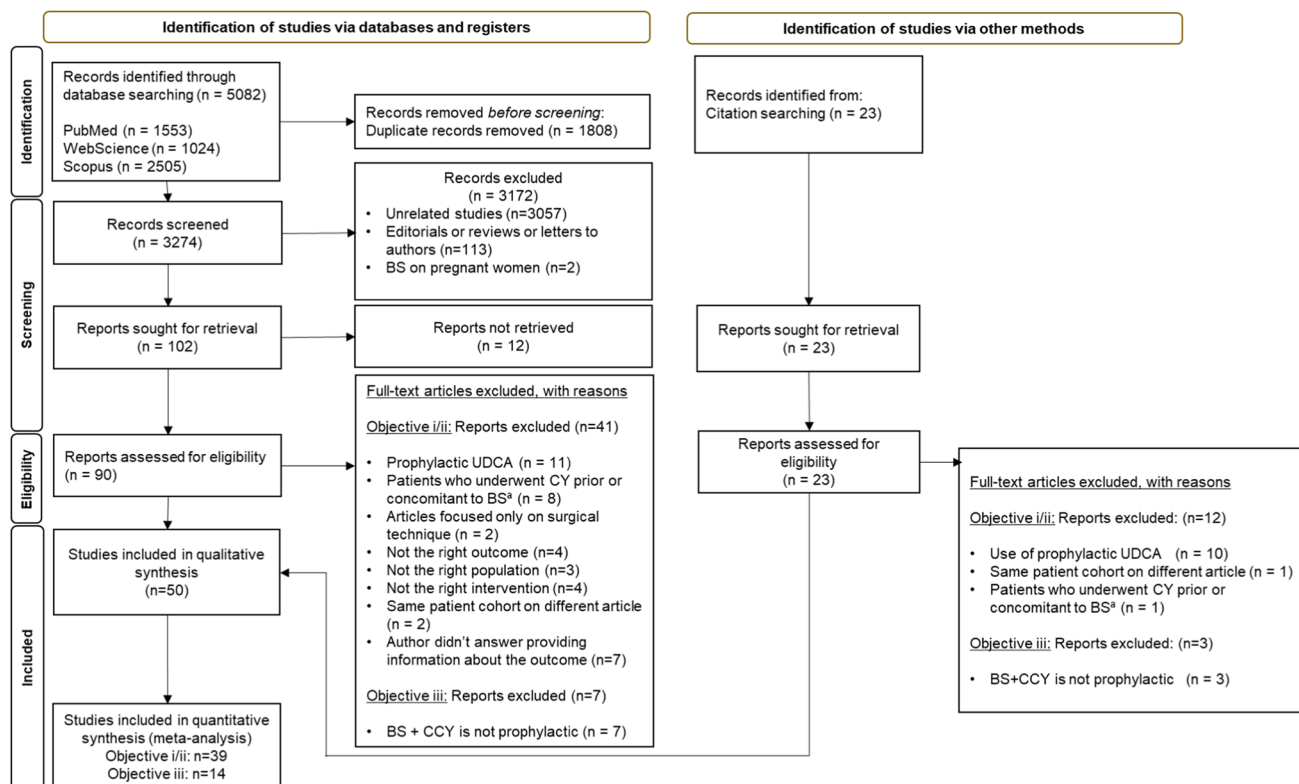 Identification of studies via databases and registers
Identification of studies via other methods
Identification
Records identified through
database searching (n = 5082)
PubMed (n = 1553)
WebScience (n = 1024)
Scopus (n = 2505)
Records removed before screening:
Duplicate records removed (n = 1808)
Records identified from:
Citation searching (n = 23)
Screening
Records screened
(n = 3274)
Records excluded
(n = 3172)
• Unrelated studies (n=3057)
• Editorials or reviews or letters to
authors (n=113)
• BS on pregnant women (n=2)
Reports sought for retrieval
(n = 102)
Reports not retrieved
(n = 12)
Reports sought for retrieval
(n = 23)
Eligibility
Reports assessed for eligibility
(n = 90)
Full-text articles excluded, with reasons
Objective i/ii: Reports excluded (n=41)
• Prophylactic UDCA (n = 11)
• Patients who underwent CY prior or
concomitant to BSª (n = 8)
• Articles focused only on surgical
technique (n = 2)
• Not the right outcome (n=4)
• Not the right population (n=3)
• Not the right intervention (n=4)
• Same patient cohort on different article
(n = 2)
• Author didn't answer providing
information about the outcome (n=7)
Objective iii: Reports excluded (n=7)
• BS + CCY is not prophylactic (n = 7)
Reports assessed for
eligibility
(n = 23)
Full-text articles excluded, with reasons
Objective i/ii: Reports excluded: (n=12)
• Use of prophylactic UDCA (n = 10)
• Same patient cohort on different article (n = 1)
• Patients who underwent CY prior or
concomitant to BSª (n = 1)
Objective iii: Reports excluded: (n=3)
• BS+CCY is not prophylactic (n = 3)
Included
Studies included in qualitative
synthesis
(n=50)
Studies included in quantitative
synthesis (meta-analysis)
Objective i/ii: n=39
Objective iii: n=14